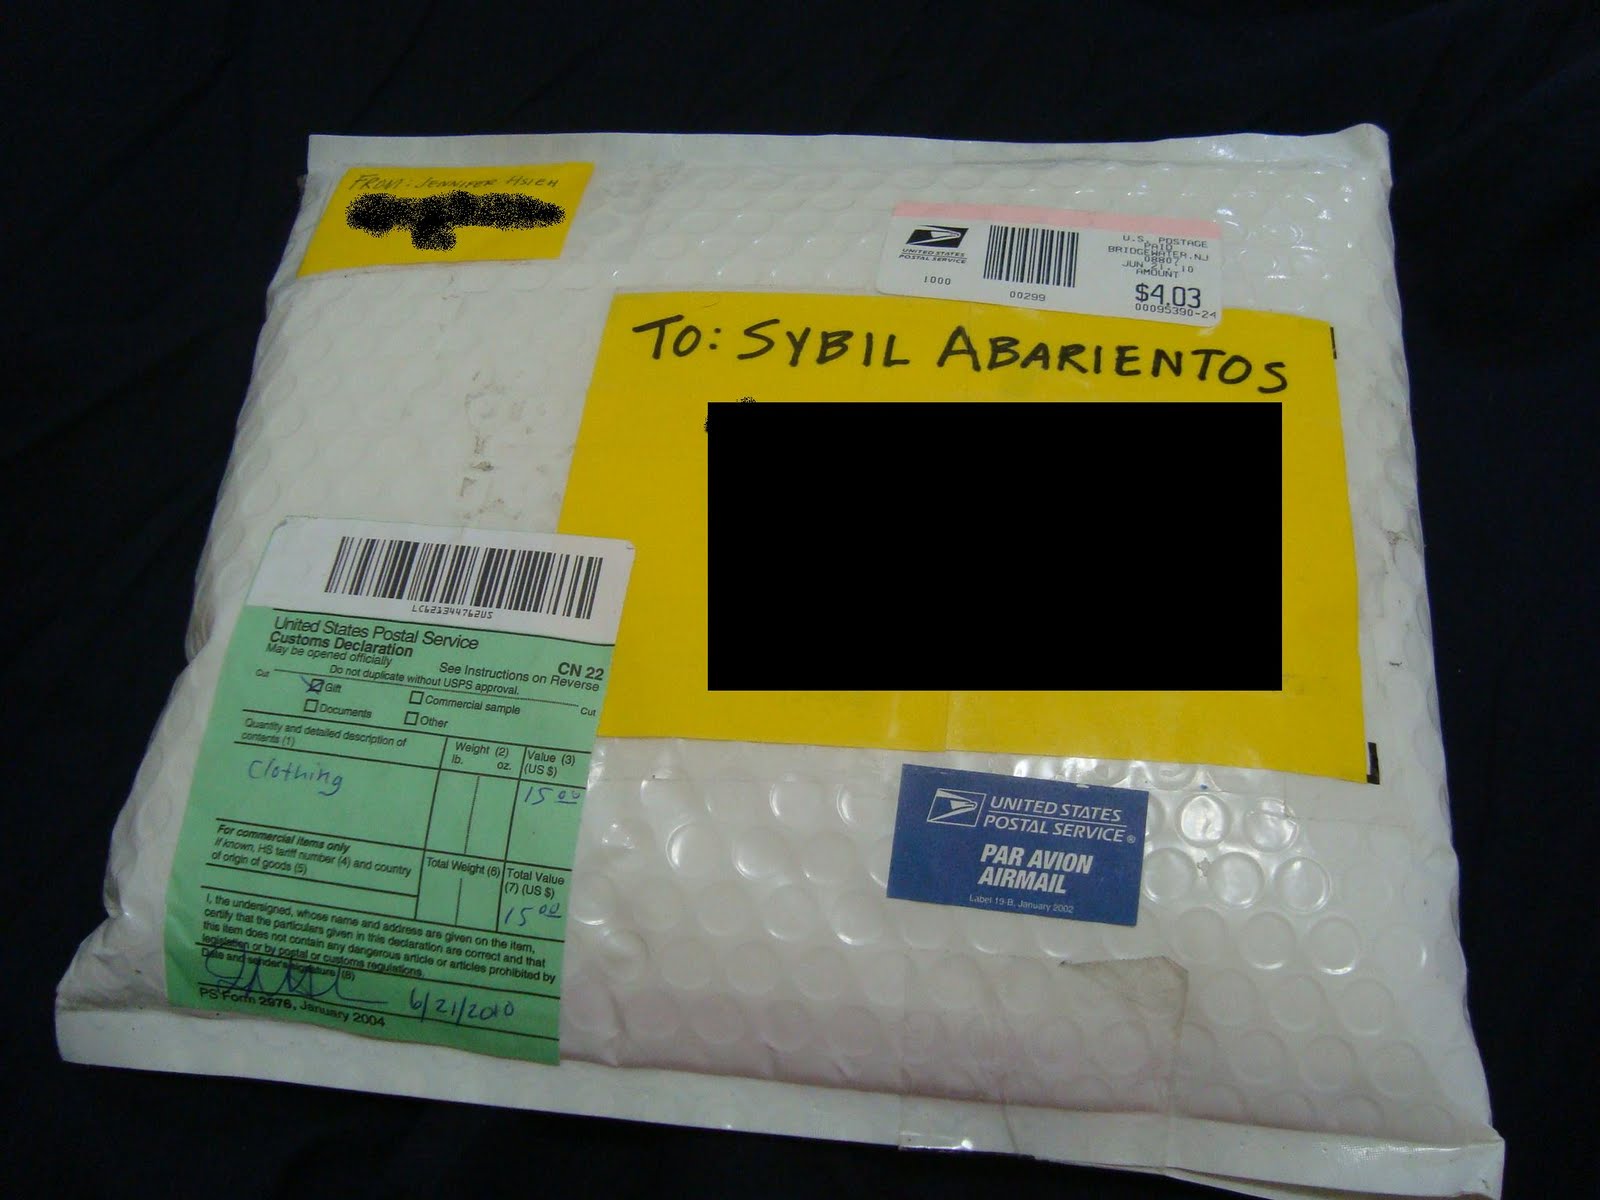 FROM: JENNIFER HSIEH
UNITED STATES
POSTAL SERVICE
1000
00299
U.S. POSTAGE
PAID
BRIDGEWATER.NJ
08807
JUN 21, 10
AMOUNT
$4.03
00095390-24
TO: SYBIL ABARIENTOS
LC62344762US
United States Postal Service
Customs Declaration
May be opened officially
See Instructions on Reverse
CN 22
Do not duplicate without USPS approval.
Cut
Cut
Gift
Commercial sample
Documents
Other
Quantity and detailed description of
contents (1)
Weight (2)
lb. oz.
Value (3)
(US $)
Clothing
15 00
For commercial items only
If known, HS tariff number (4) and country
of origin of goods (5)
Total Weight (6)
Total Value
(7) (US $)
15 00
I, the undersigned, whose name and address are given on the item,
certify that the particulars given in this declaration are correct and that
this item does not contain any dangerous article or articles prohibited by
legislation or by postal or customs regulations.
Date and sender's signature (8)
6/21/2010
PS Form 2976, January 2004
UNITED STATES
POSTAL SERVICE®
PAR AVION
AIRMAIL
Label 19-B, January 2002